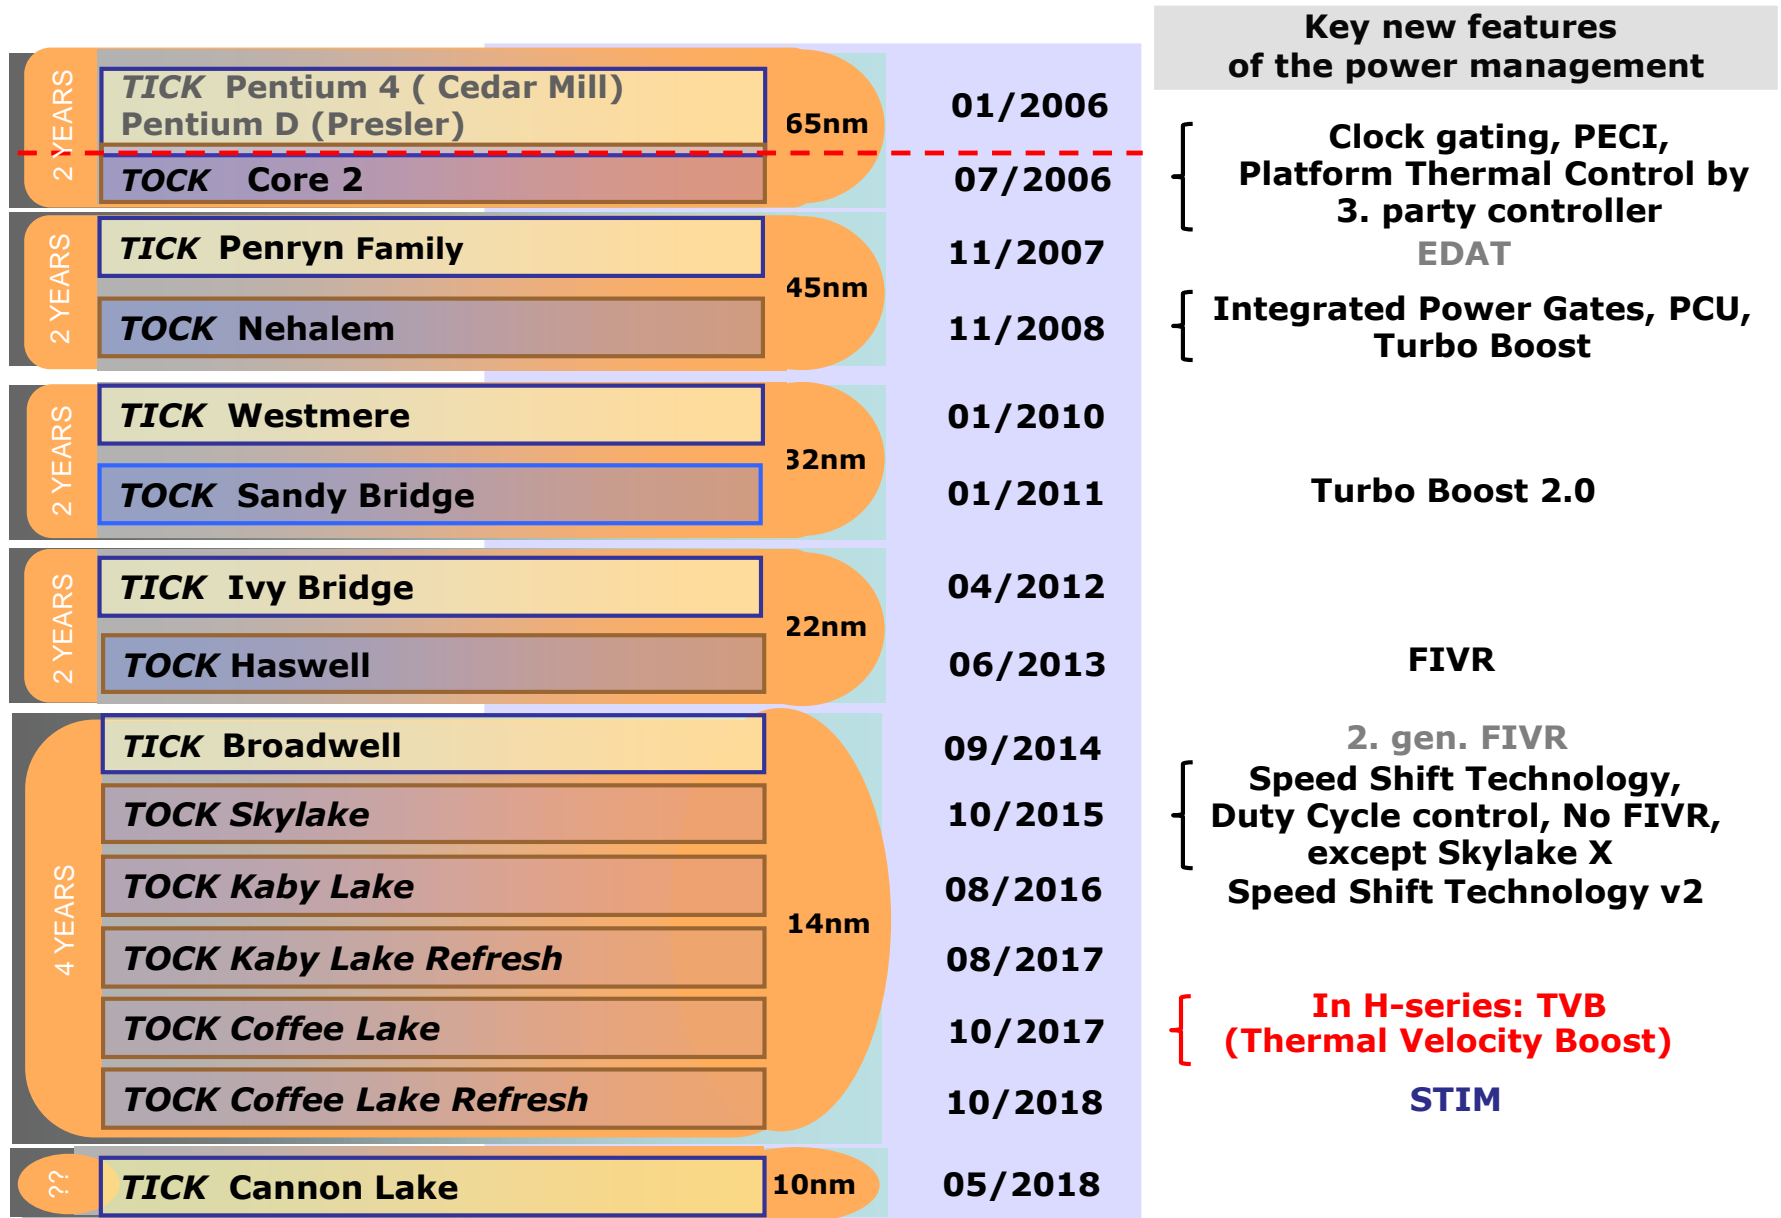 Key new features
of the power management
2 YEARS
TICK Pentium 4 ( Cedar Mill)
Pentium D (Presler)
65nm
01/2006
TOCK Core 2
07/2006
Clock gating, PECI,
Platform Thermal Control by
3. party controller
2 YEARS
TICK Penryn Family
45nm
11/2007
EDAT
TOCK Nehalem
11/2008
Integrated Power Gates, PCU,
Turbo Boost
2 YEARS
TICK Westmere
32nm
01/2010
TOCK Sandy Bridge
01/2011
Turbo Boost 2.0
2 YEARS
TICK Ivy Bridge
22nm
04/2012
TOCK Haswell
06/2013
FIVR
4 YEARS
TICK Broadwell
14nm
09/2014
2. gen. FIVR
TOCK Skylake
10/2015
Speed Shift Technology,
Duty Cycle control, No FIVR,
except Skylake X
TOCK Kaby Lake
08/2016
Speed Shift Technology v2
TOCK Kaby Lake Refresh
08/2017
TOCK Coffee Lake
10/2017
In H-series: TVB
(Thermal Velocity Boost)
TOCK Coffee Lake Refresh
10/2018
STIM
??
TICK Cannon Lake
10nm
05/2018